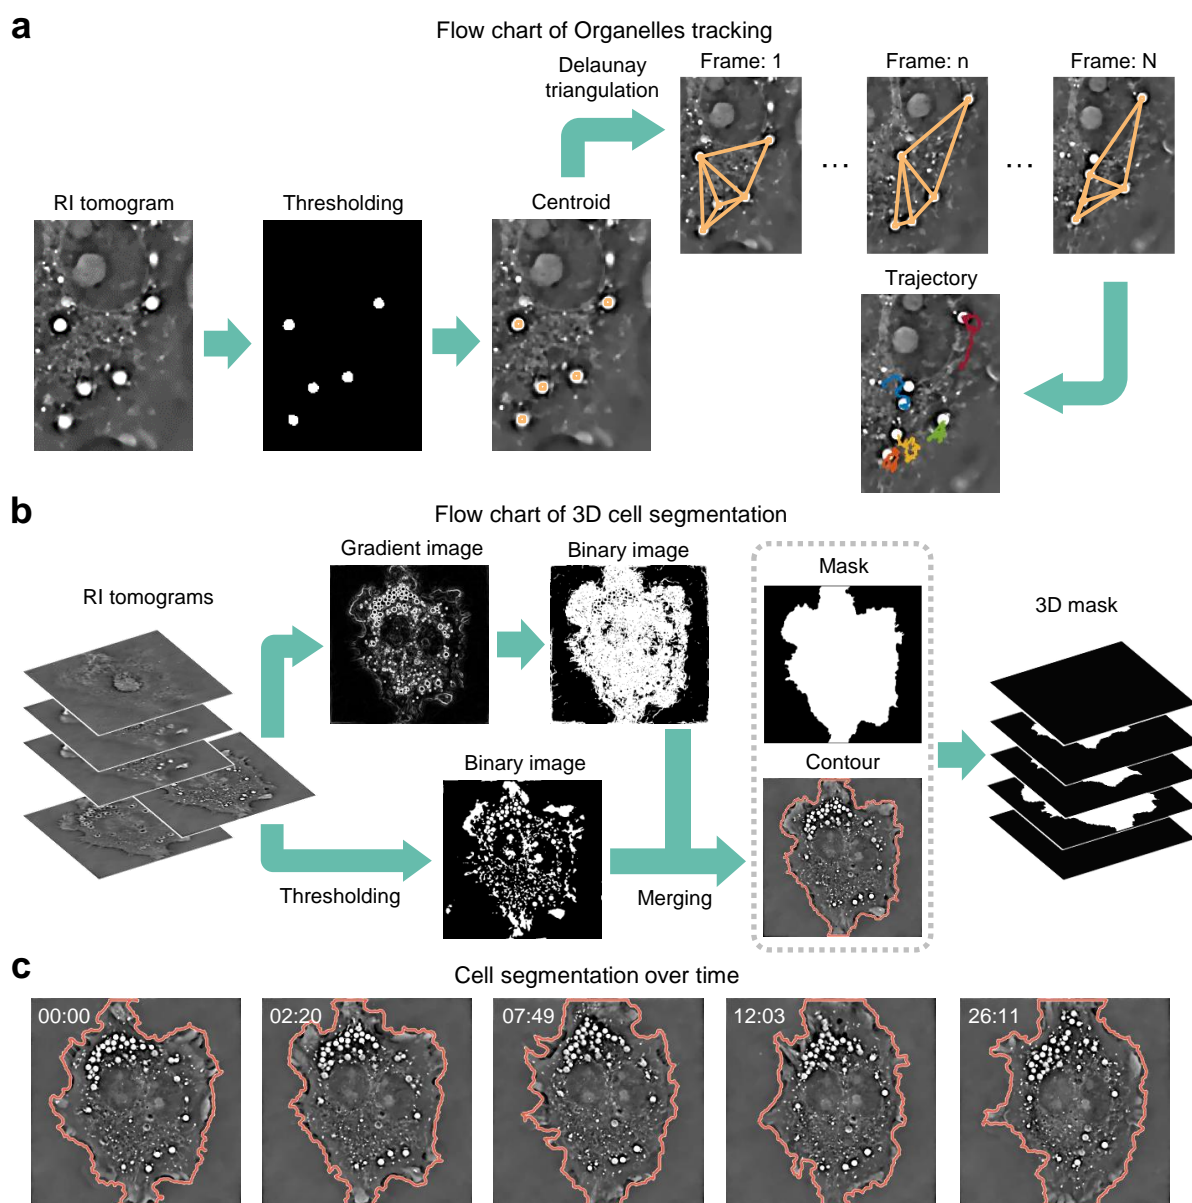 a
Flow chart of Organelles tracking
Delaunay
triangulation
Frame: 1
Frame: n
Frame: N
...
...
RI tomogram
Thresholding
Centroid
Trajectory
b
Flow chart of 3D cell segmentation
Gradient image
Binary image
Mask
RI tomograms
3D mask
Binary image
Contour
Thresholding
Merging
c
Cell segmentation over time
00:00
02:20
07:49
12:03
26:11